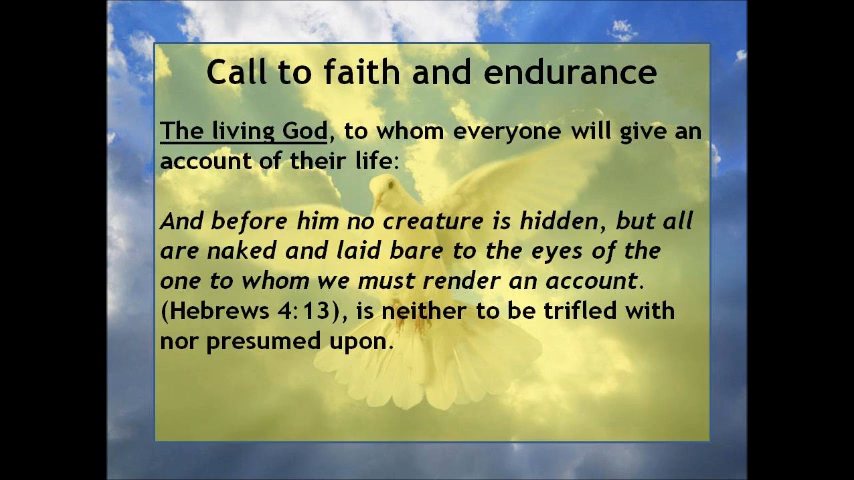 Call to faith and endurance
The living God, to whom everyone will give an
account of their life:
And before him no creature is hidden, but all
are naked and laid bare to the eyes of the
one to whom we must render an account.
(Hebrews 4:13), is neither to be trifled with
nor presumed upon.